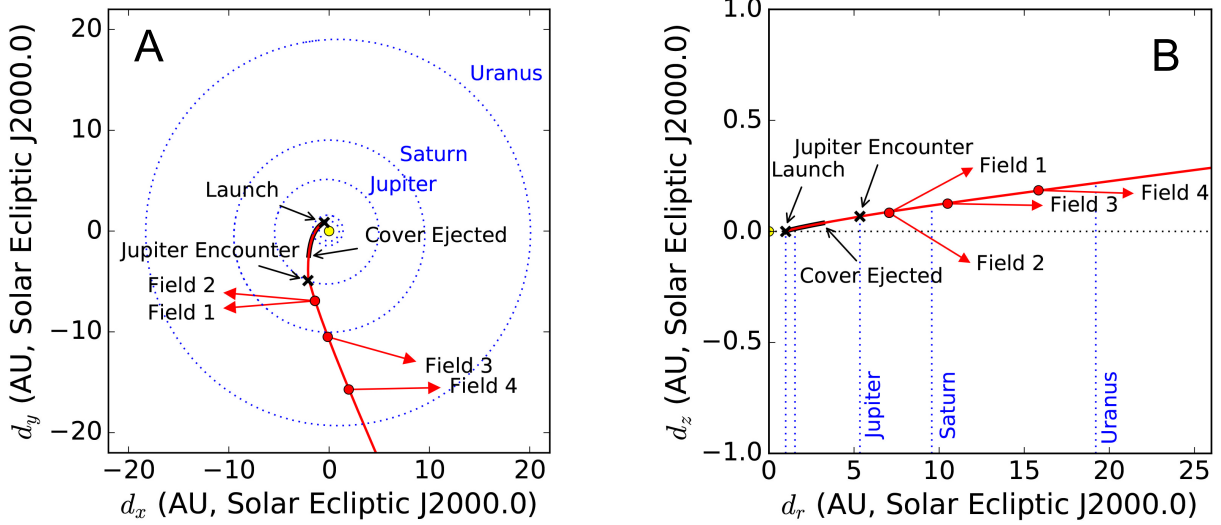 A
20
10
0
−10
−20
−20
−10
0
10
20
d_y (AU, Solar Ecliptic J2000.0)
d_x (AU, Solar Ecliptic J2000.0)
Uranus
Saturn
Jupiter
Launch
Cover Ejected
Jupiter Encounter
Field 2
Field 1
Field 3
Field 4
B
1.0
0.5
0.0
−0.5
−1.0
0
5
10
15
20
25
d_z (AU, Solar Ecliptic J2000.0)
d_r (AU, Solar Ecliptic J2000.0)
Jupiter Encounter
Launch
Field 1
Field 4
Field 3
Field 2
Cover Ejected
Jupiter
Saturn
Uranus